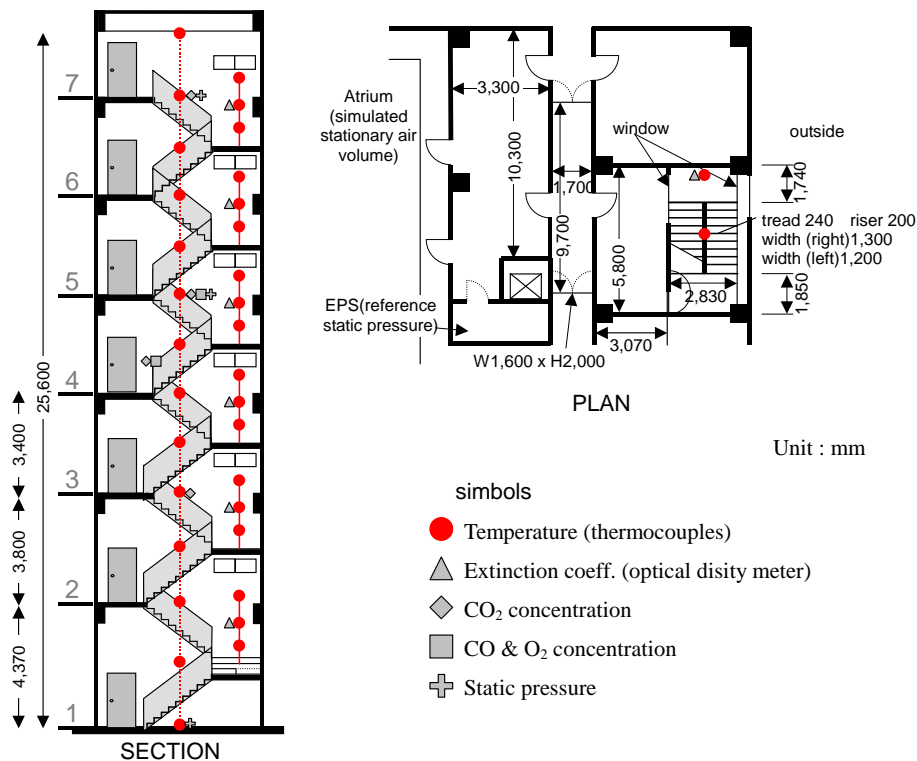 7
6
5
4
3
2
1
25,600
3,400
3,800
4,370
SECTION
Atrium
(simulated
stationary air
volume)
3,300
10,300
1,700
9,700
5,800
window
outside
1,740
tread 240 riser 200
width (right)1,300
width (left)1,200
2,830
1,850
3,070
EPS(reference
static pressure)
W1,600 x H2,000
PLAN
Unit : mm
simbols
Temperature (thermocouples)
Extinction coeff. (optical disity meter)
CO₂ concentration
CO & O₂ concentration
Static pressure